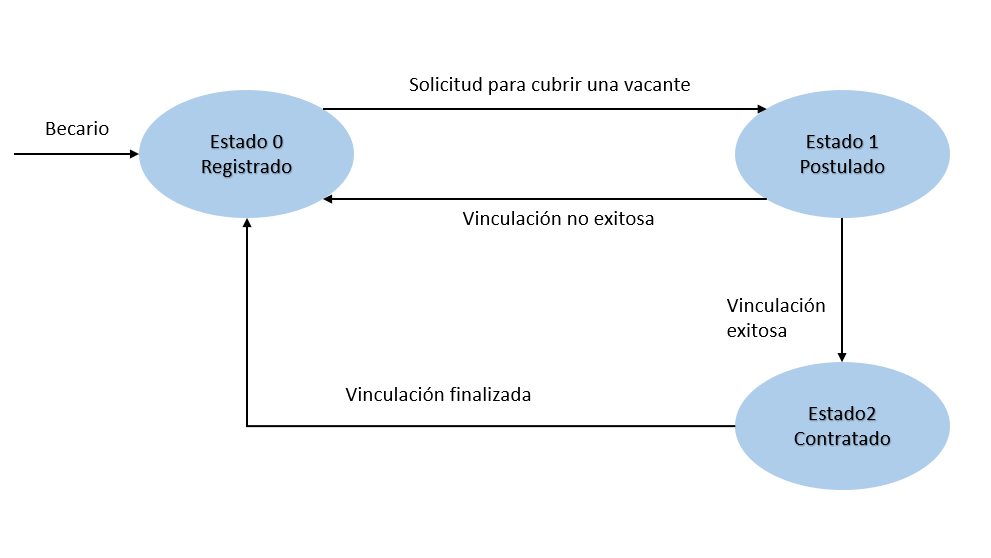 Solicitud para cubrir una vacante
Becario
Estado 0
Registrado
Estado 1
Postulado
Vinculación no exitosa
Vinculación
exitosa
Vinculación finalizada
Estado2
Contratado